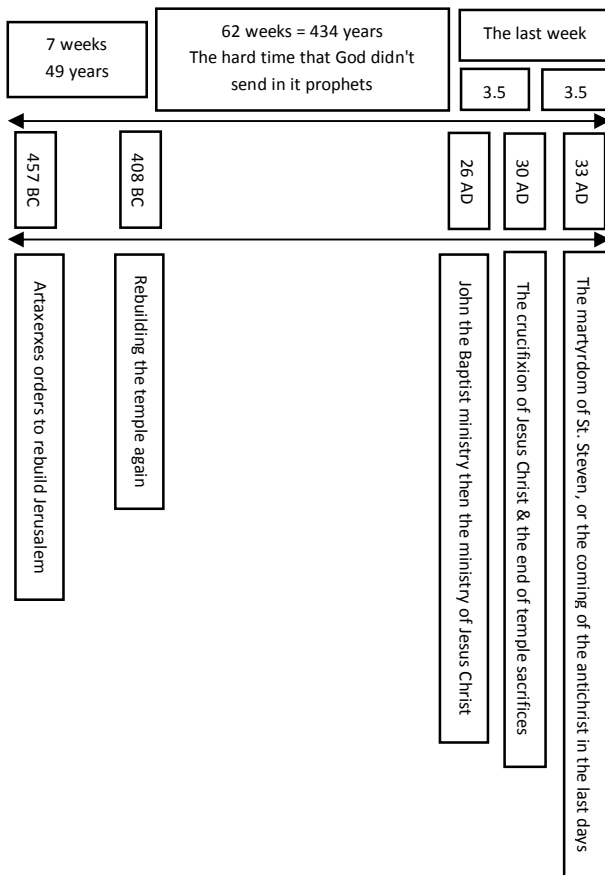 7 weeks
49 years
62 weeks = 434 years
The hard time that God didn't
send in it prophets
The last week
3.5
3.5
457 BC
408 BC
26 AD
30 AD
33 AD
Artaxerxes orders to rebuild Jerusalem
Rebuilding the temple again
John the Baptist ministry then the ministry of Jesus Christ
The crucifixion of Jesus Christ & the end of temple sacrifices
The martyrdom of St. Steven, or the coming of the antichrist in the last days